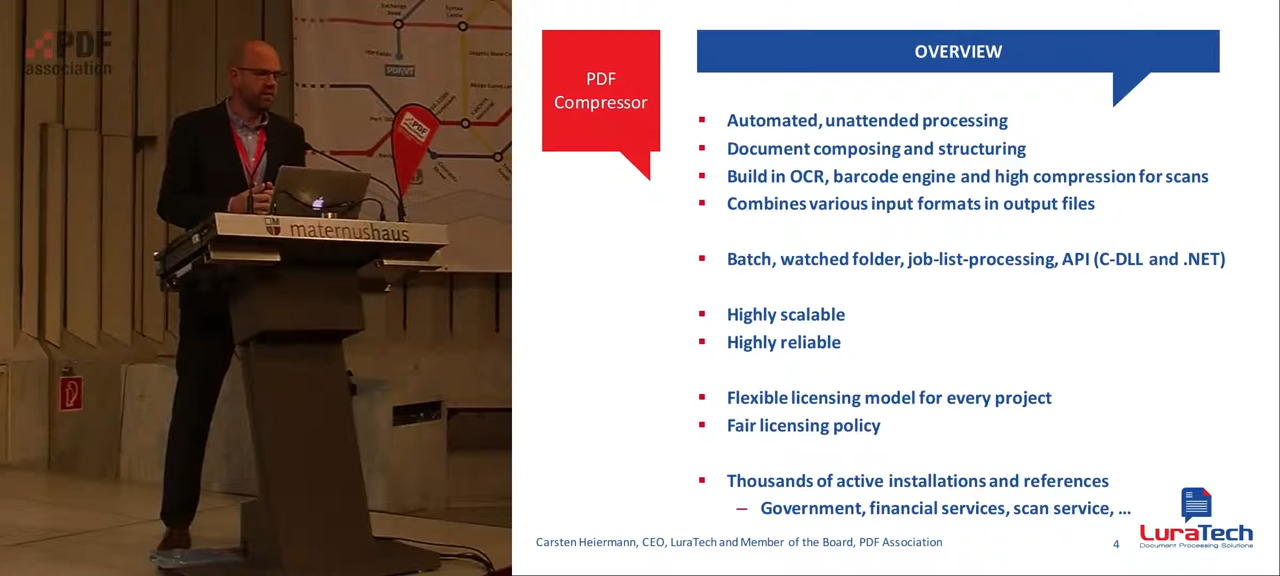 PDF
association
PDF/VT
PDF
maternushaus
PDF
Compressor
OVERVIEW
Automated, unattended processing
Document composing and structuring
Build in OCR, barcode engine and high compression for scans
Combines various input formats in output files
Batch, watched folder, job-list-processing, API (C-DLL and .NET)
Highly scalable
Highly reliable
Flexible licensing model for every project
Fair licensing policy
Thousands of active installations and references
– Government, financial services, scan service, ...
Carsten Heiermann, CEO, LuraTech and Member of the Board, PDF Association
4
LuraTech
Document Processing Solutions